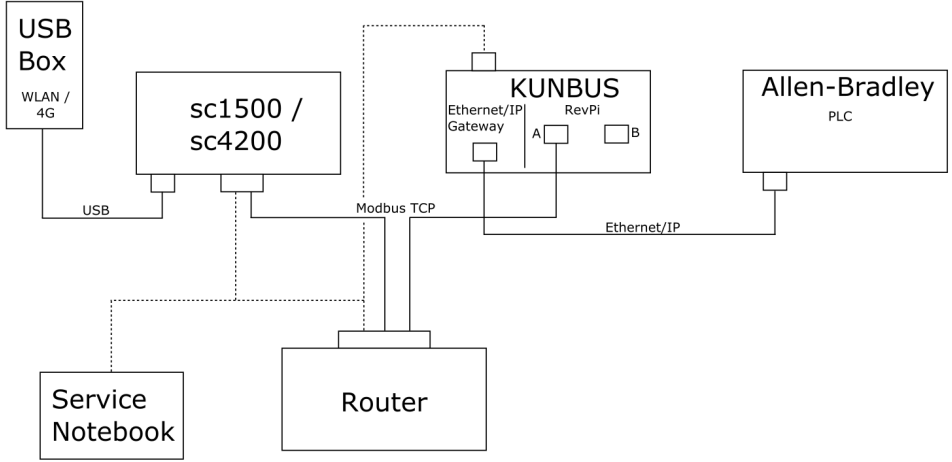 USB
Box
WLAN /
4G
sc1500 /
sc4200
KUNBUS
Ethernet/IP
Gateway
RevPi
A
B
Allen-Bradley
PLC
USB
Modbus TCP
Ethernet/IP
Service
Notebook
Router